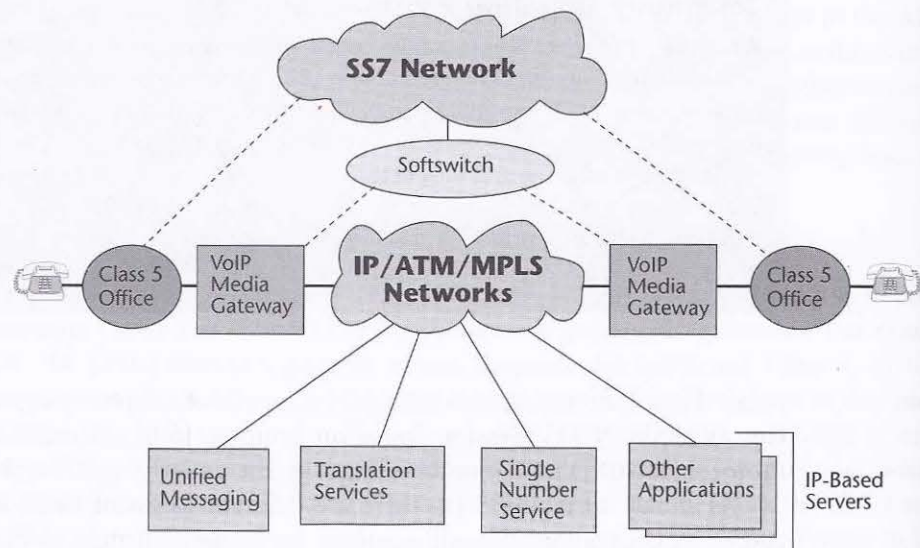 SS7 Network
Softswitch
Class 5
Office
VoIP
Media
Gateway
IP/ATM/MPLS
Networks
VoIP
Media
Gateway
Class 5
Office
Unified
Messaging
Translation
Services
Single
Number
Service
Other
Applications
IP-Based
Servers